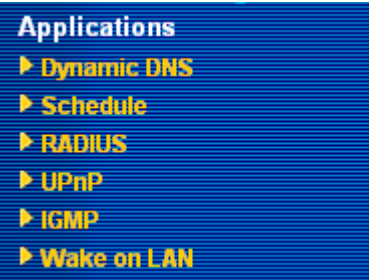 Applications
Dynamic DNS
Schedule
RADIUS
UPnP
IGMP
Wake on LAN